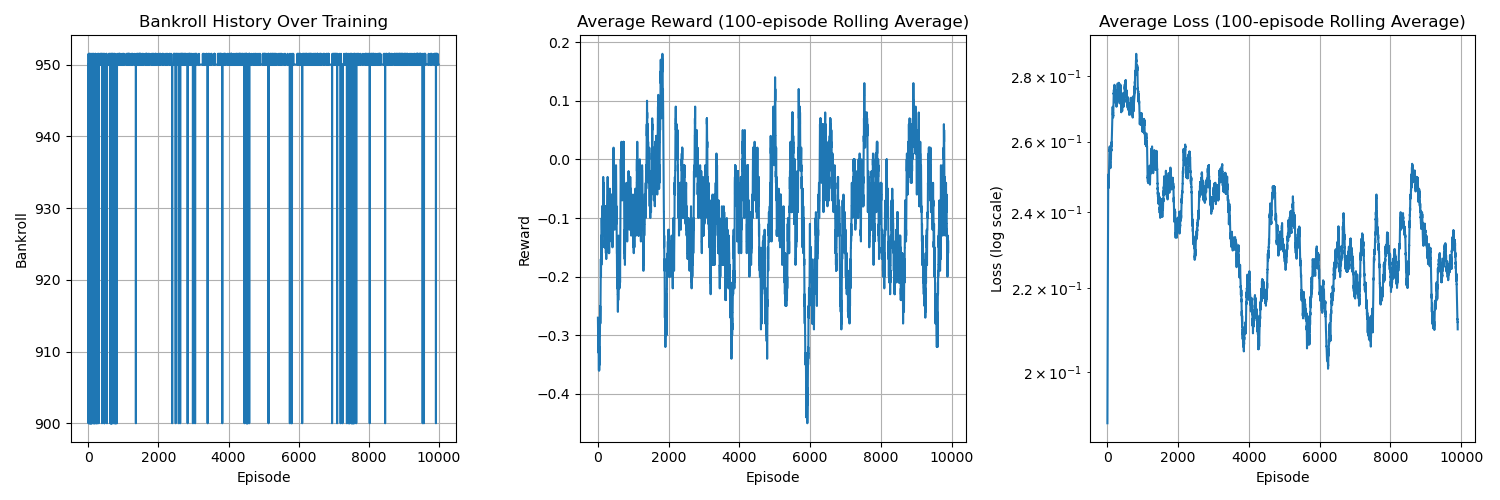 Bankroll History Over Training
Bankroll
950
940
930
920
910
900
0 2000 4000 6000 8000 10000
Episode
Average Reward (100-episode Rolling Average)
Reward
0.2
0.1
0.0
−0.1
−0.2
−0.3
−0.4
0 2000 4000 6000 8000 10000
Episode
Average Loss (100-episode Rolling Average)
Loss (log scale)
2.8 × 10⁻¹
2.6 × 10⁻¹
2.4 × 10⁻¹
2.2 × 10⁻¹
2 × 10⁻¹
0 2000 4000 6000 8000 10000
Episode